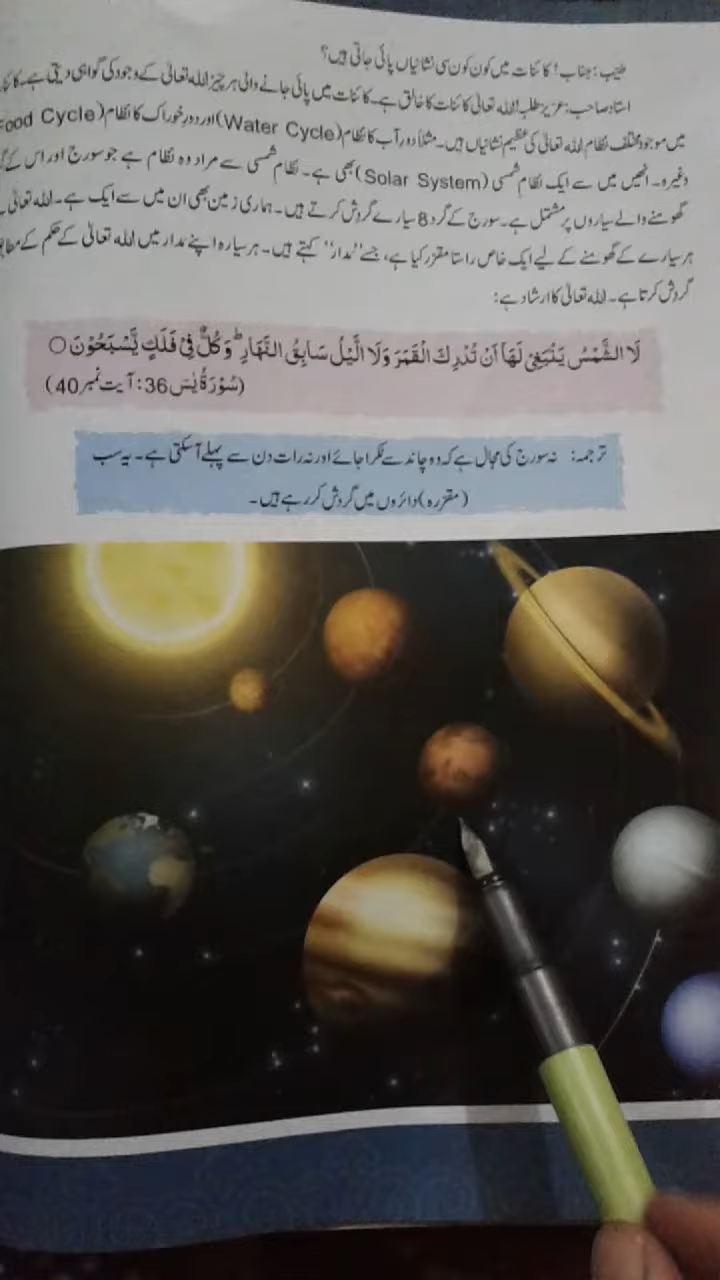 طیب: جناب! کائنات میں کون کون سی نشانیاں پائی جاتی ہیں؟
استاد صاحب: عزیز طلبہ! اللہ تعالیٰ کائنات کا خالق ہے۔ کائنات میں پائی جانے والی ہر چیز اللہ تعالیٰ کے وجود کی گواہی دیتی ہے۔
میں موجود مختلف نظام اللہ تعالیٰ کی عظیم نشانیاں ہیں۔ مثلاً دورِ آب کا نظام (Water Cycle) اور دورِ خوراک کا نظام (Food Cycle)
وغیرہ۔ انھیں میں سے ایک نظامِ شمسی (Solar System) بھی ہے۔ نظامِ شمسی سے مراد وہ نظام ہے جو سورج اور اس کے
گھومنے والے سیاروں پر مشتمل ہے۔ سورج کے گرد 8 سیارے گردش کرتے ہیں۔ ہماری زمین بھی ان میں سے ایک ہے۔ اللہ تعالیٰ
ہر سیارے کے گھومنے کے لیے ایک خاص راستا مقرر کیا ہے، جسے ''مدار'' کہتے ہیں۔ ہر سیارہ اپنے مدار میں اللہ تعالیٰ کے حکم کے
گردش کرتا ہے۔ اللہ تعالیٰ کا ارشاد ہے:
لَا الشَّمْسُ يَنْۢبَغِيْ لَهَاۤ اَنْ تُدْرِكَ الْقَمَرَ وَلَا الَّيْلُ سَابِقُ النَّهَارِ ؕ وَكُلٌّ فِيْ فَلَكٍ يَّسْبَحُوْنَ ○
(سُوْرَةُ يٰسٓ 36: آیت نمبر 40)
ترجمہ: نہ سورج کی مجال ہے کہ وہ چاند سے ٹکرا جائے اور نہ رات دن سے پہلے آ سکتی ہے۔ یہ سب
(مقررہ) دائروں میں گردش کر رہے ہیں۔